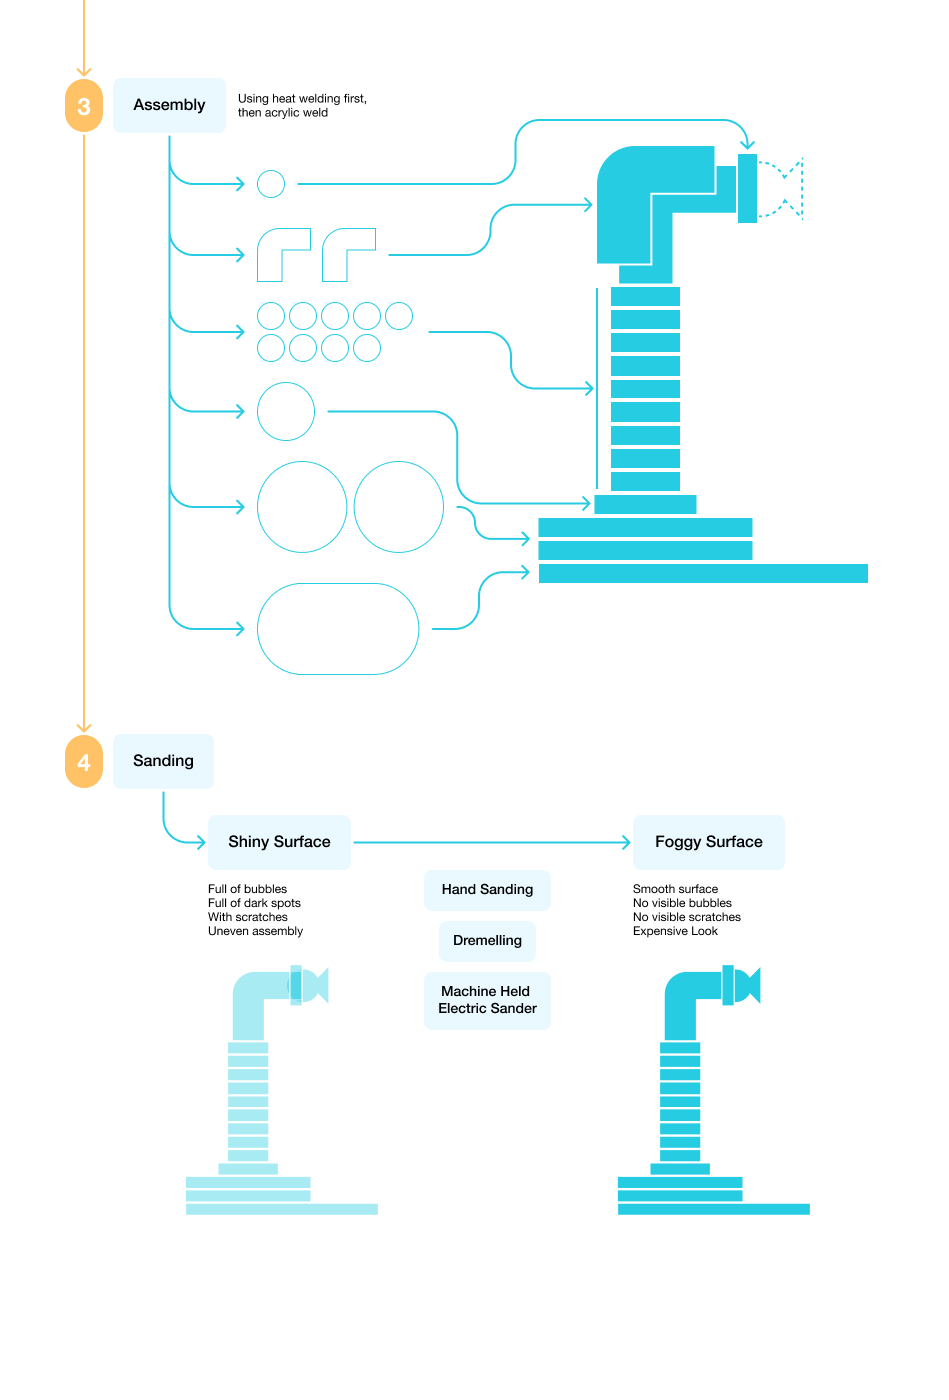 3
Assembly
Using heat welding first,
then acrylic weld
4
Sanding
Shiny Surface
Foggy Surface
Full of bubbles
Full of dark spots
With scratches
Uneven assembly
Hand Sanding
Dremelling
Machine Held
Electric Sander
Smooth surface
No visible bubbles
No visible scratches
Expensive Look